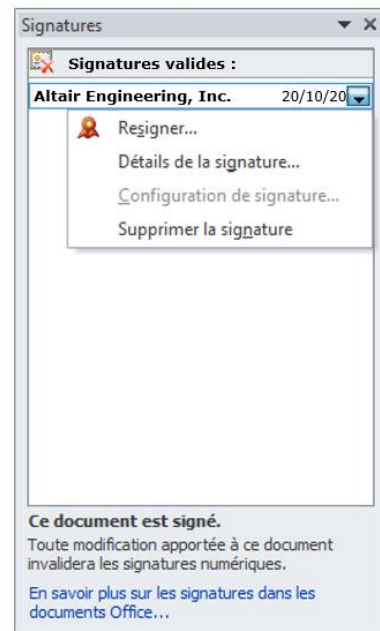 Signatures
Signatures valides :
Altair Engineering, Inc. 20/10/20
Resigner...
Détails de la signature...
Configuration de signature...
Supprimer la signature
Ce document est signé.
Toute modification apportée à ce document
invalidera les signatures numériques.
En savoir plus sur les signatures dans les
documents Office...